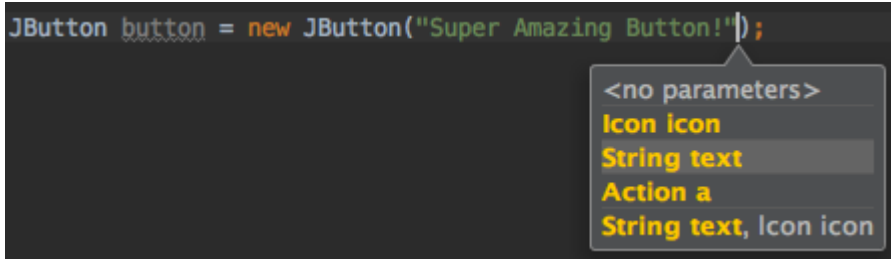 JButton button = new JButton("Super Amazing Button!");
<no parameters>
Icon icon
String text
Action a
String text, Icon icon